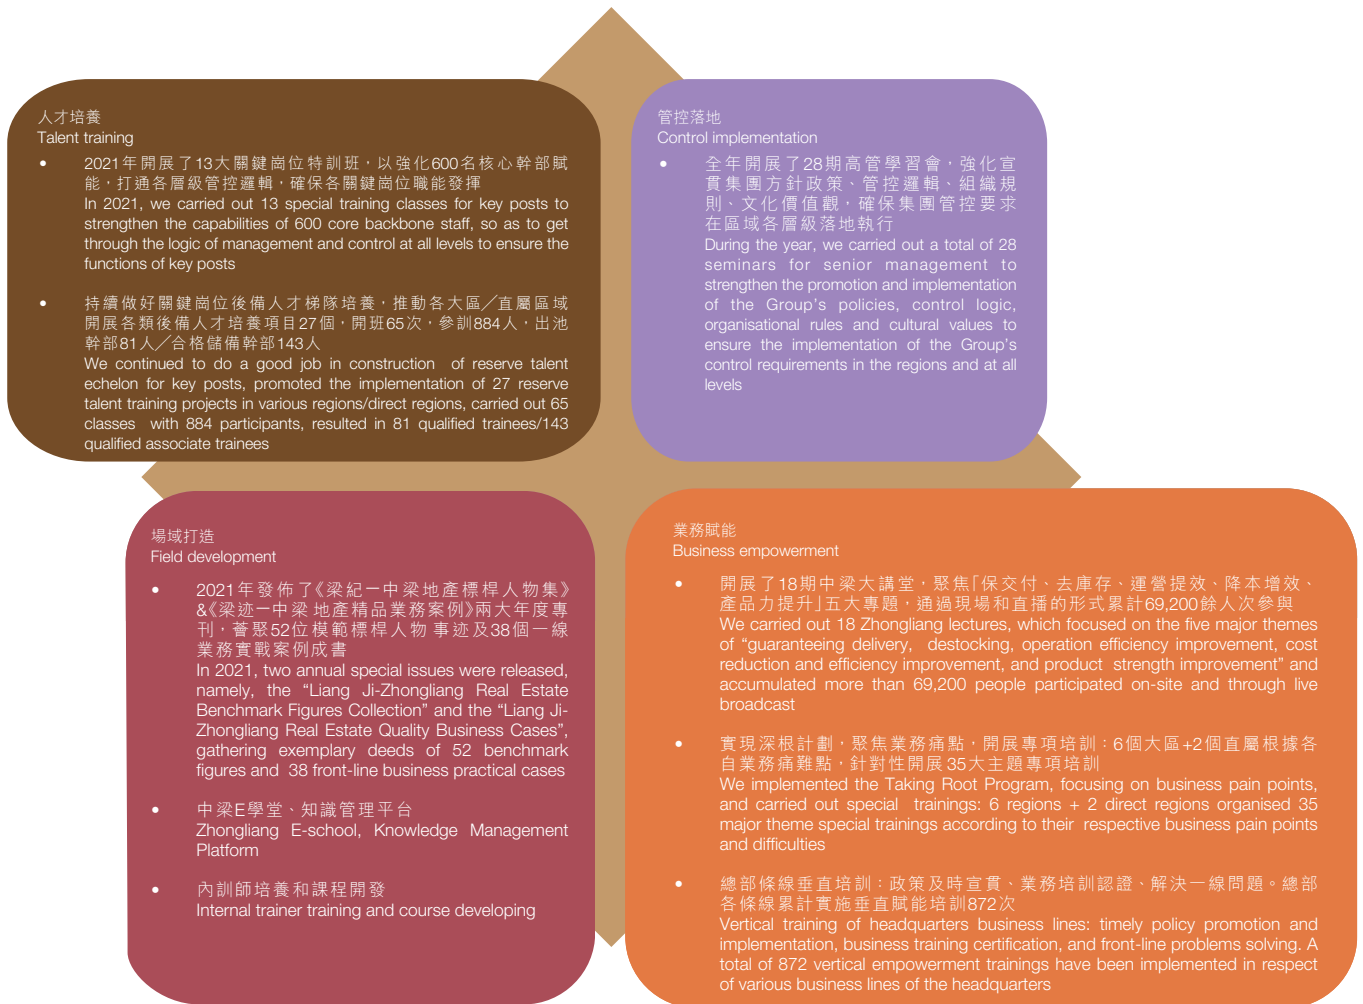 人才培養
Talent training
• 2021年開展了13大關鍵崗位特訓班，以強化600名核心幹部賦
能，打通各層級管控邏輯，確保各關鍵崗位職能發揮
In 2021, we carried out 13 special training classes for key posts to
strengthen the capabilities of 600 core backbone staff, so as to get
through the logic of management and control at all levels to ensure the
functions of key posts
• 持續做好關鍵崗位後備人才梯隊培養，推動各大區／直屬區域
開展各類後備人才培養項目27個，開班65次，參訓884人，出池
幹部81人／合格儲備幹部143人
We continued to do a good job in construction of reserve talent
echelon for key posts, promoted the implementation of 27 reserve
talent training projects in various regions/direct regions, carried out 65
classes with 884 participants, resulted in 81 qualified trainees/143
qualified associate trainees
管控落地
Control implementation
• 全年開展了28期高管學習會，強化宣
貫集團方針政策、管控邏輯、組織規
則、文化價值觀，確保集團管控要求
在區域各層級落地執行
During the year, we carried out a total of 28
seminars for senior management to
strengthen the promotion and implementation
of the Group's policies, control logic,
organisational rules and cultural values to
ensure the implementation of the Group's
control requirements in the regions and at all
levels
場域打造
Field development
• 2021年發佈了《梁紀一中梁地產標桿人物集》
&《梁迹一中梁 地產精品業務案例》兩大年度專
刊，薈聚52位模範標桿人物 事迹及38個一線
業務實戰案例成書
In 2021, two annual special issues were released,
namely, the “Liang Ji-Zhongliang Real Estate
Benchmark Figures Collection” and the “Liang Ji-
Zhongliang Real Estate Quality Business Cases”,
gathering exemplary deeds of 52 benchmark
figures and 38 front-line business practical cases
• 中梁E學堂、知識管理平台
Zhongliang E-school, Knowledge Management
Platform
• 內訓師培養和課程開發
Internal trainer training and course developing
業務賦能
Business empowerment
• 開展了18期中梁大講堂，聚焦「保交付、去庫存、運營提效、降本增效、
產品力提升」五大專題，通過現場和直播的形式累計69,200餘人次參與
We carried out 18 Zhongliang lectures, which focused on the five major themes
of “guaranteeing delivery, destocking, operation efficiency improvement, cost
reduction and efficiency improvement, and product strength improvement” and
accumulated more than 69,200 people participated on-site and through live
broadcast
• 實現深根計劃，聚焦業務痛點，開展專項培訓：6個大區+2個直屬根據各
自業務痛難點，針對性開展35大主題專項培訓
We implemented the Taking Root Program, focusing on business pain points,
and carried out special trainings: 6 regions + 2 direct regions organised 35
major theme special trainings according to their respective business pain points
and difficulties
• 總部條線垂直培訓：政策及時宣貫、業務培訓認證、解決一線問題。總部
各條線累計實施垂直賦能培訓872次
Vertical training of headquarters business lines: timely policy promotion and
implementation, business training certification, and front-line problems solving. A
total of 872 vertical empowerment trainings have been implemented in respect
of various business lines of the headquarters